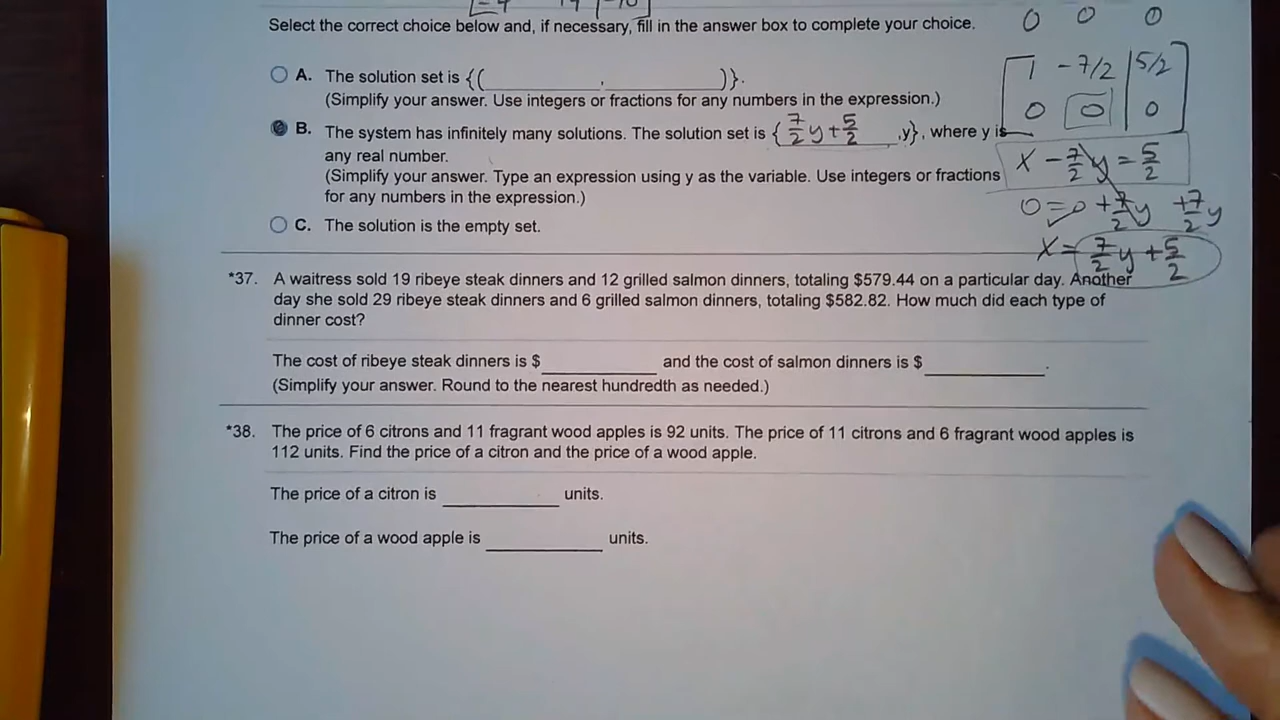 Select the correct choice below and, if necessary, fill in the answer box to complete your choice.
0 0 0
A. The solution set is {( , )}.
(Simplify your answer. Use integers or fractions for any numbers in the expression.)
B. The system has infinitely many solutions. The solution set is {7/2 y + 5/2 ,y}, where y is
any real number.
(Simplify your answer. Type an expression using y as the variable. Use integers or fractions
for any numbers in the expression.)
C. The solution is the empty set.
1 -7/2 | 5/2
0 0 | 0
x - 7/2 y = 5/2
0 = 0 + 7/2 y + 7/2 y
x = 7/2 y + 5/2
*37. A waitress sold 19 ribeye steak dinners and 12 grilled salmon dinners, totaling $579.44 on a particular day. Another
day she sold 29 ribeye steak dinners and 6 grilled salmon dinners, totaling $582.82. How much did each type of
dinner cost?
The cost of ribeye steak dinners is $ and the cost of salmon dinners is $ .
(Simplify your answer. Round to the nearest hundredth as needed.)
*38. The price of 6 citrons and 11 fragrant wood apples is 92 units. The price of 11 citrons and 6 fragrant wood apples is
112 units. Find the price of a citron and the price of a wood apple.
The price of a citron is units.
The price of a wood apple is units.